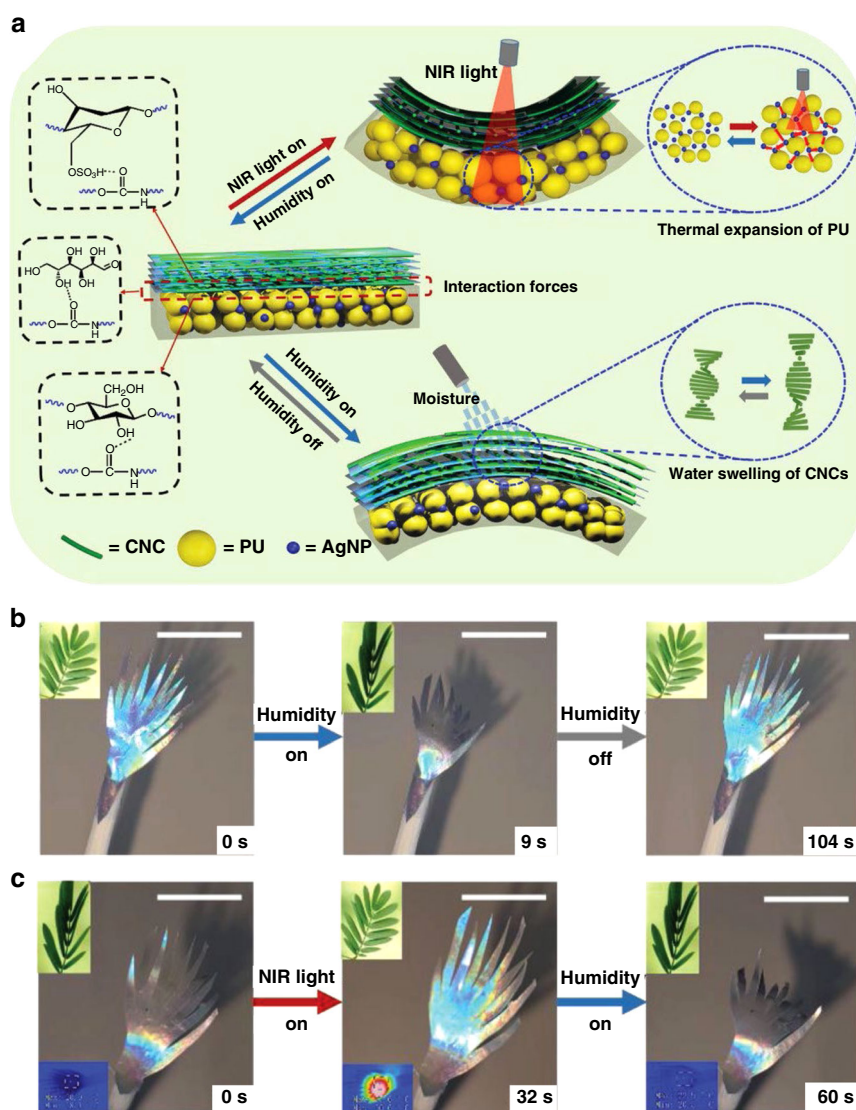 a
NIR light
NIR light on
Humidity on
Thermal expansion of PU
HO
O
O
OSO₃H
O
O
C
N
H
HO
OH
OH
O
OH
OH
O
O
C
N
H
Interaction forces
Humidity on
Humidity off
Moisture
CH₂OH
O
O
O
HO
OH
O
O
C
N
H
Water swelling of CNCs
= CNC
= PU
= AgNP
b
Humidity
on
Humidity
off
0 s
9 s
104 s
c
NIR light
on
Humidity
on
0 s
32 s
60 s